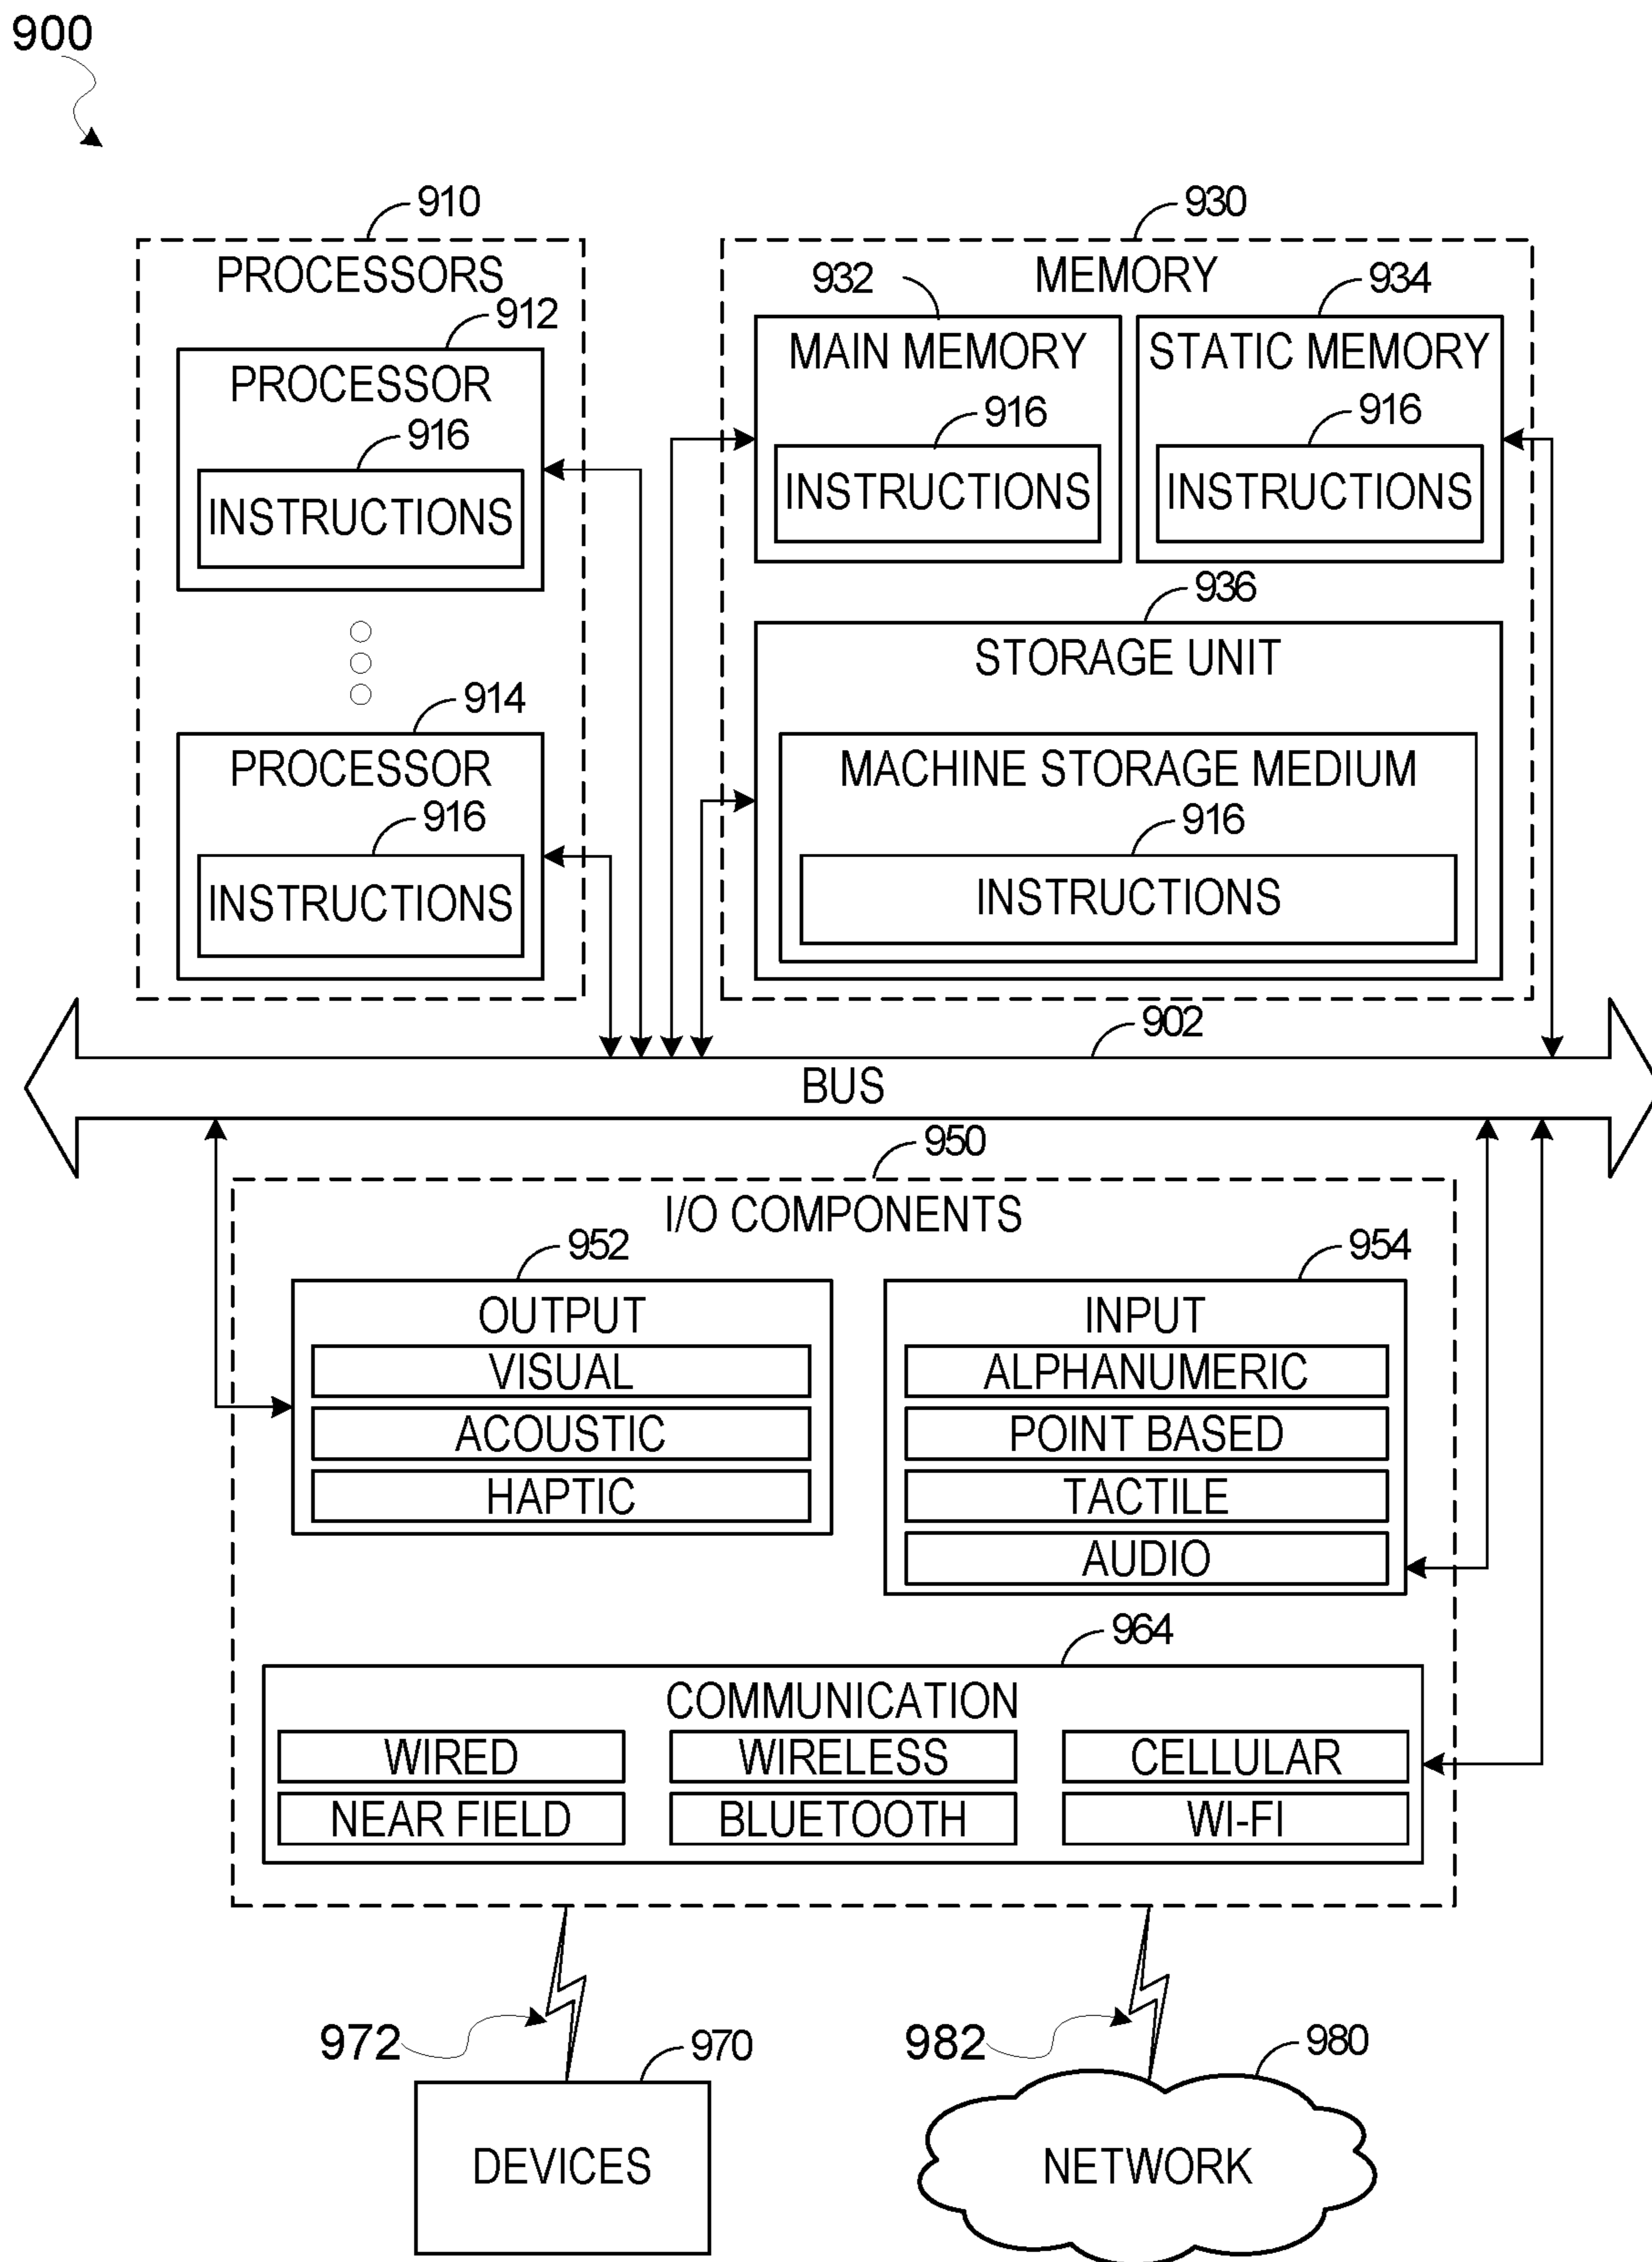 900
910
PROCESSORS
912
PROCESSOR
916
INSTRUCTIONS
914
PROCESSOR
916
INSTRUCTIONS
930
MEMORY
932
MAIN MEMORY
916
INSTRUCTIONS
934
STATIC MEMORY
916
INSTRUCTIONS
936
STORAGE UNIT
MACHINE STORAGE MEDIUM
916
INSTRUCTIONS
902
BUS
950
I/O COMPONENTS
952
OUTPUT
VISUAL
ACOUSTIC
HAPTIC
954
INPUT
ALPHANUMERIC
POINT BASED
TACTILE
AUDIO
964
COMMUNICATION
WIRED
WIRELESS
CELLULAR
NEAR FIELD
BLUETOOTH
WI-FI
972
970
DEVICES
982
980
NETWORK